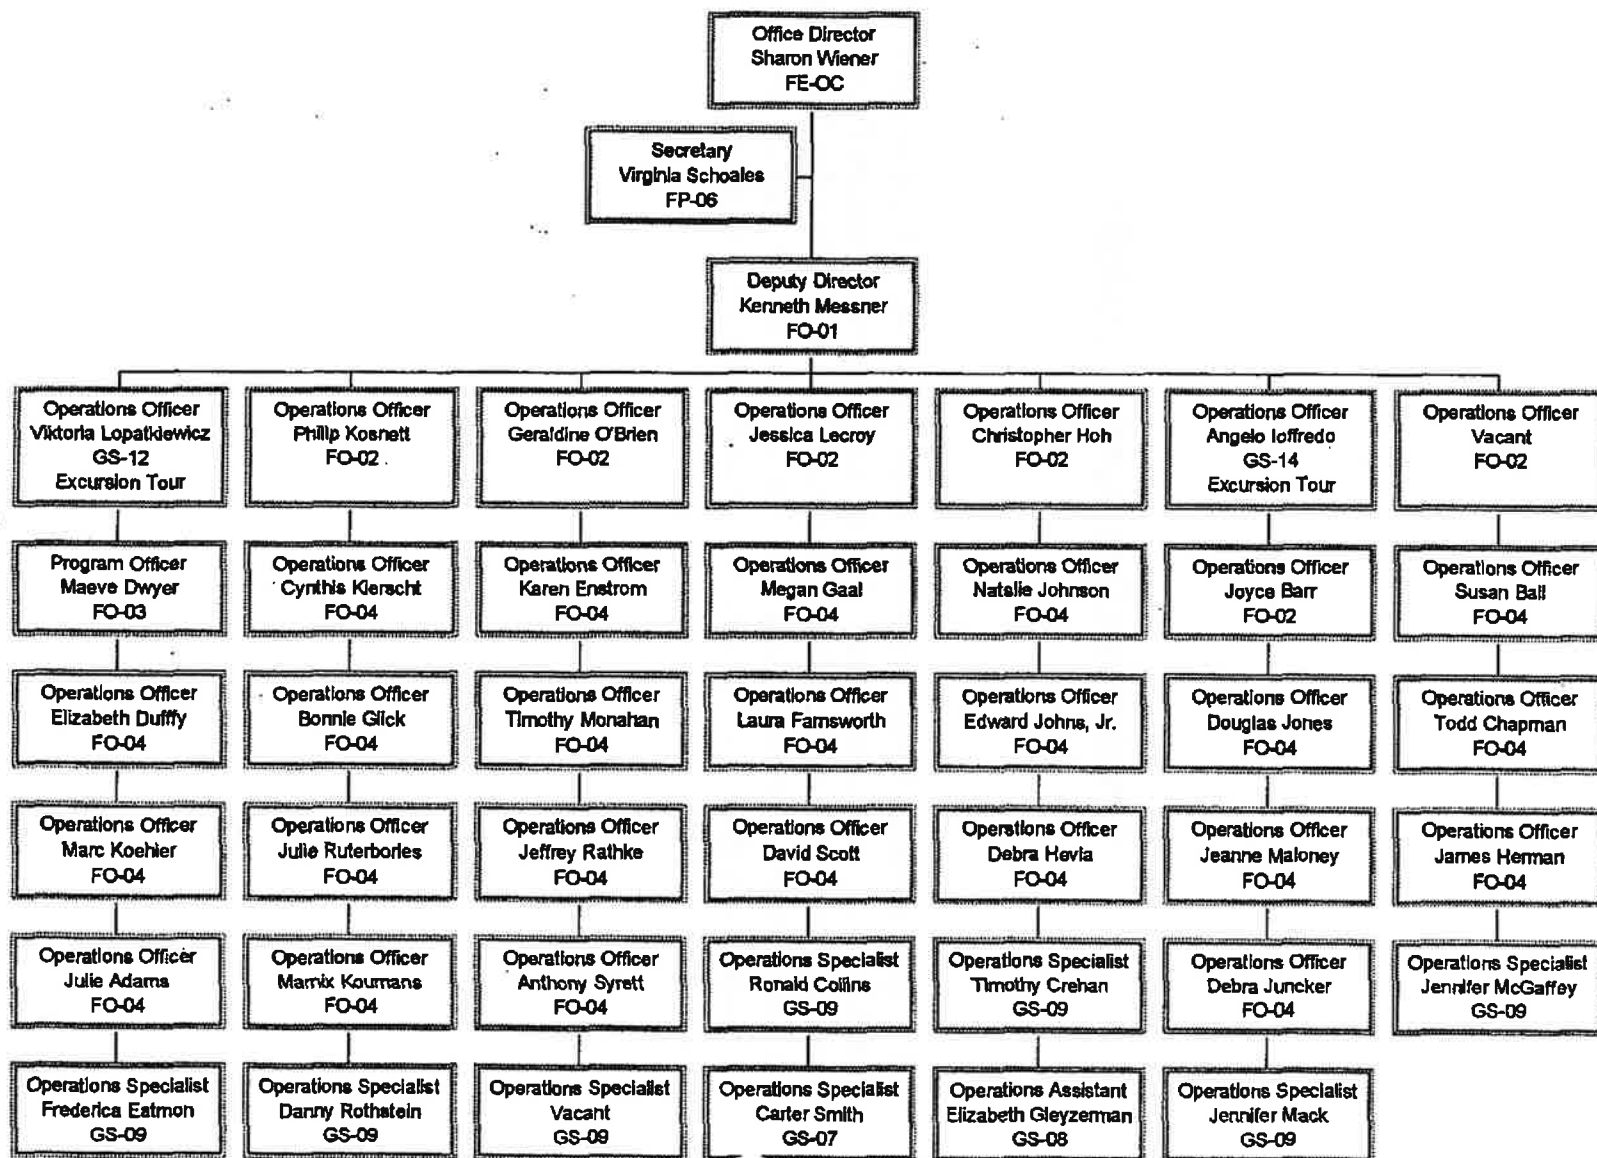 Office Director
Sharon Wiener
FE-OC
Secretary
Virginia Schoales
FP-06
Deputy Director
Kenneth Messner
FO-01
Operations Officer
Viktoria Lopatkiewicz
GS-12
Excursion Tour
Operations Officer
Philip Kosnett
FO-02
Operations Officer
Geraldine O'Brien
FO-02
Operations Officer
Jessica Lecroy
FO-02
Operations Officer
Christopher Hoh
FO-02
Operations Officer
Angelo Ioffredo
GS-14
Excursion Tour
Operations Officer
Vacant
FO-02
Program Officer
Maeve Dwyer
FO-03
Operations Officer
Cynthis Kierscht
FO-04
Operations Officer
Karen Enstrom
FO-04
Operations Officer
Megan Gaal
FO-04
Operations Officer
Natalie Johnson
FO-04
Operations Officer
Joyce Barr
FO-02
Operations Officer
Susan Ball
FO-04
Operations Officer
Elizabeth Dufffy
FO-04
Operations Officer
Bonnie Glick
FO-04
Operations Officer
Timothy Monahan
FO-04
Operations Officer
Laura Farnsworth
FO-04
Operations Officer
Edward Johns, Jr.
FO-04
Operations Officer
Douglas Jones
FO-04
Operations Officer
Todd Chapman
FO-04
Operations Officer
Marc Koehler
FO-04
Operations Officer
Julie Ruterbories
FO-04
Operations Officer
Jeffrey Rathke
FO-04
Operations Officer
David Scott
FO-04
Operations Officer
Debra Hevia
FO-04
Operations Officer
Jeanne Maloney
FO-04
Operations Officer
James Herman
FO-04
Operations Officer
Julie Adams
FO-04
Operations Officer
Marnix Koumans
FO-04
Operations Officer
Anthony Syrett
FO-04
Operations Specialist
Ronald Collins
GS-09
Operations Specialist
Timothy Crehan
GS-09
Operations Officer
Debra Juncker
FO-04
Operations Specialist
Jennifer McGaffey
GS-09
Operations Specialist
Frederica Eatmon
GS-09
Operations Specialist
Danny Rothstein
GS-09
Operations Specialist
Vacant
GS-09
Operations Specialist
Carter Smith
GS-07
Operations Assistant
Elizabeth Gleyzerman
GS-08
Operations Specialist
Jennifer Mack
GS-09